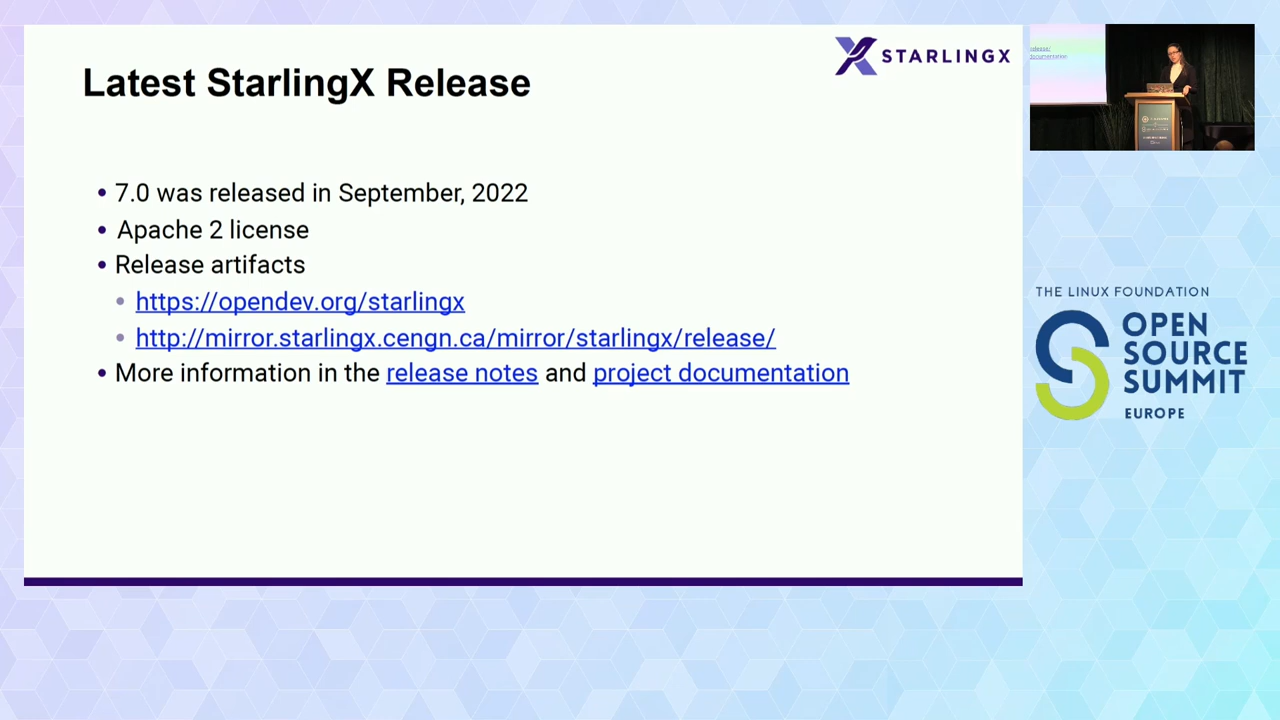 Latest StarlingX Release
STARLINGX
• 7.0 was released in September, 2022
• Apache 2 license
• Release artifacts
• https://opendev.org/starlingx
• http://mirror.starlingx.cengn.ca/mirror/starlingx/release/
• More information in the release notes and project documentation
THE LINUX FOUNDATION
OPEN
SOURCE
SUMMIT
EUROPE